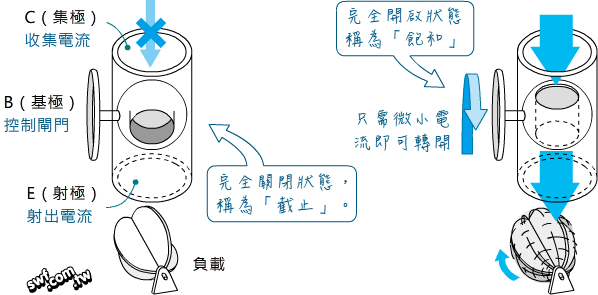 C（集極）
收集電流
B（基極）
控制閘門
E（射極）
射出電流
完全關閉狀態，
稱為「截止」。
負載
完全開啟狀態
稱為「飽和」
只需微小電
流即可轉開
swf.com.tw